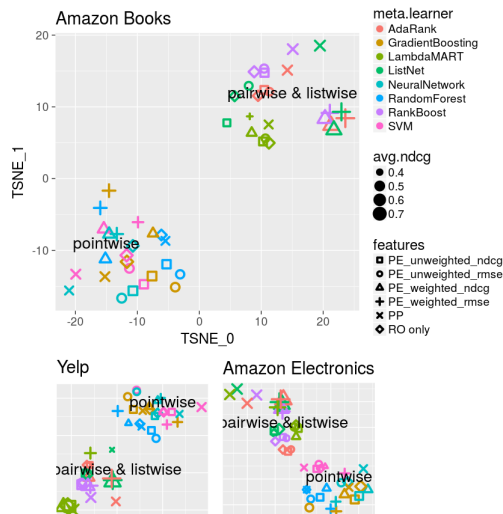 Amazon Books
20
10
0
-10
TSNE_1
pairwise & listwise
pointwise
-20
-10
0
10
20
TSNE_0
meta.learner
AdaRank
GradientBoosting
LambdaMART
ListNet
NeuralNetwork
RandomForest
RankBoost
SVM
avg.ndcg
0.4
0.5
0.6
0.7
features
PE_unweighted_ndcg
PE_unweighted_rmse
PE_weighted_ndcg
PE_weighted_rmse
PP
RO only
Yelp
pointwise
pairwise & listwise
Amazon Electronics
pairwise & listwise
pointwise